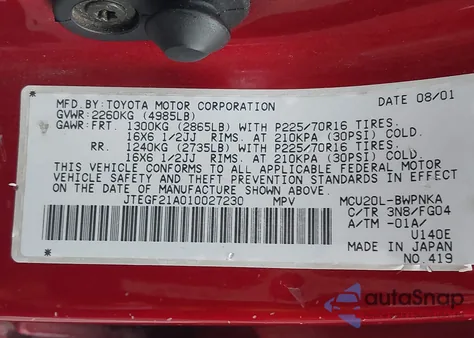 MFD. BY: TOYOTA MOTOR CORPORATION DATE 08/01
GVWR: 2260KG (4985LB)
GAWR: FRT. 1300KG (2865LB) WITH P225/70R16 TIRES.
16X6 1/2JJ RIMS. AT 210KPA (30PSI) COLD.
RR. 1240KG (2735LB) WITH P225/70R16 TIRES.
16X6 1/2JJ RIMS. AT 210KPA (30PSI) COLD.
THIS VEHICLE CONFORMS TO ALL APPLICABLE FEDERAL MOTOR
VEHICLE SAFETY AND THEFT PREVENTION STANDARDS IN EFFECT
ON THE DATE OF MANUFACTURE SHOWN ABOVE.
JTEGF21A010027230 MPV MCU20L-BWPNKA
C/TR 3N8/FG04
A/TM -01A/
U140E
MADE IN JAPAN
NO.419
autoSnap